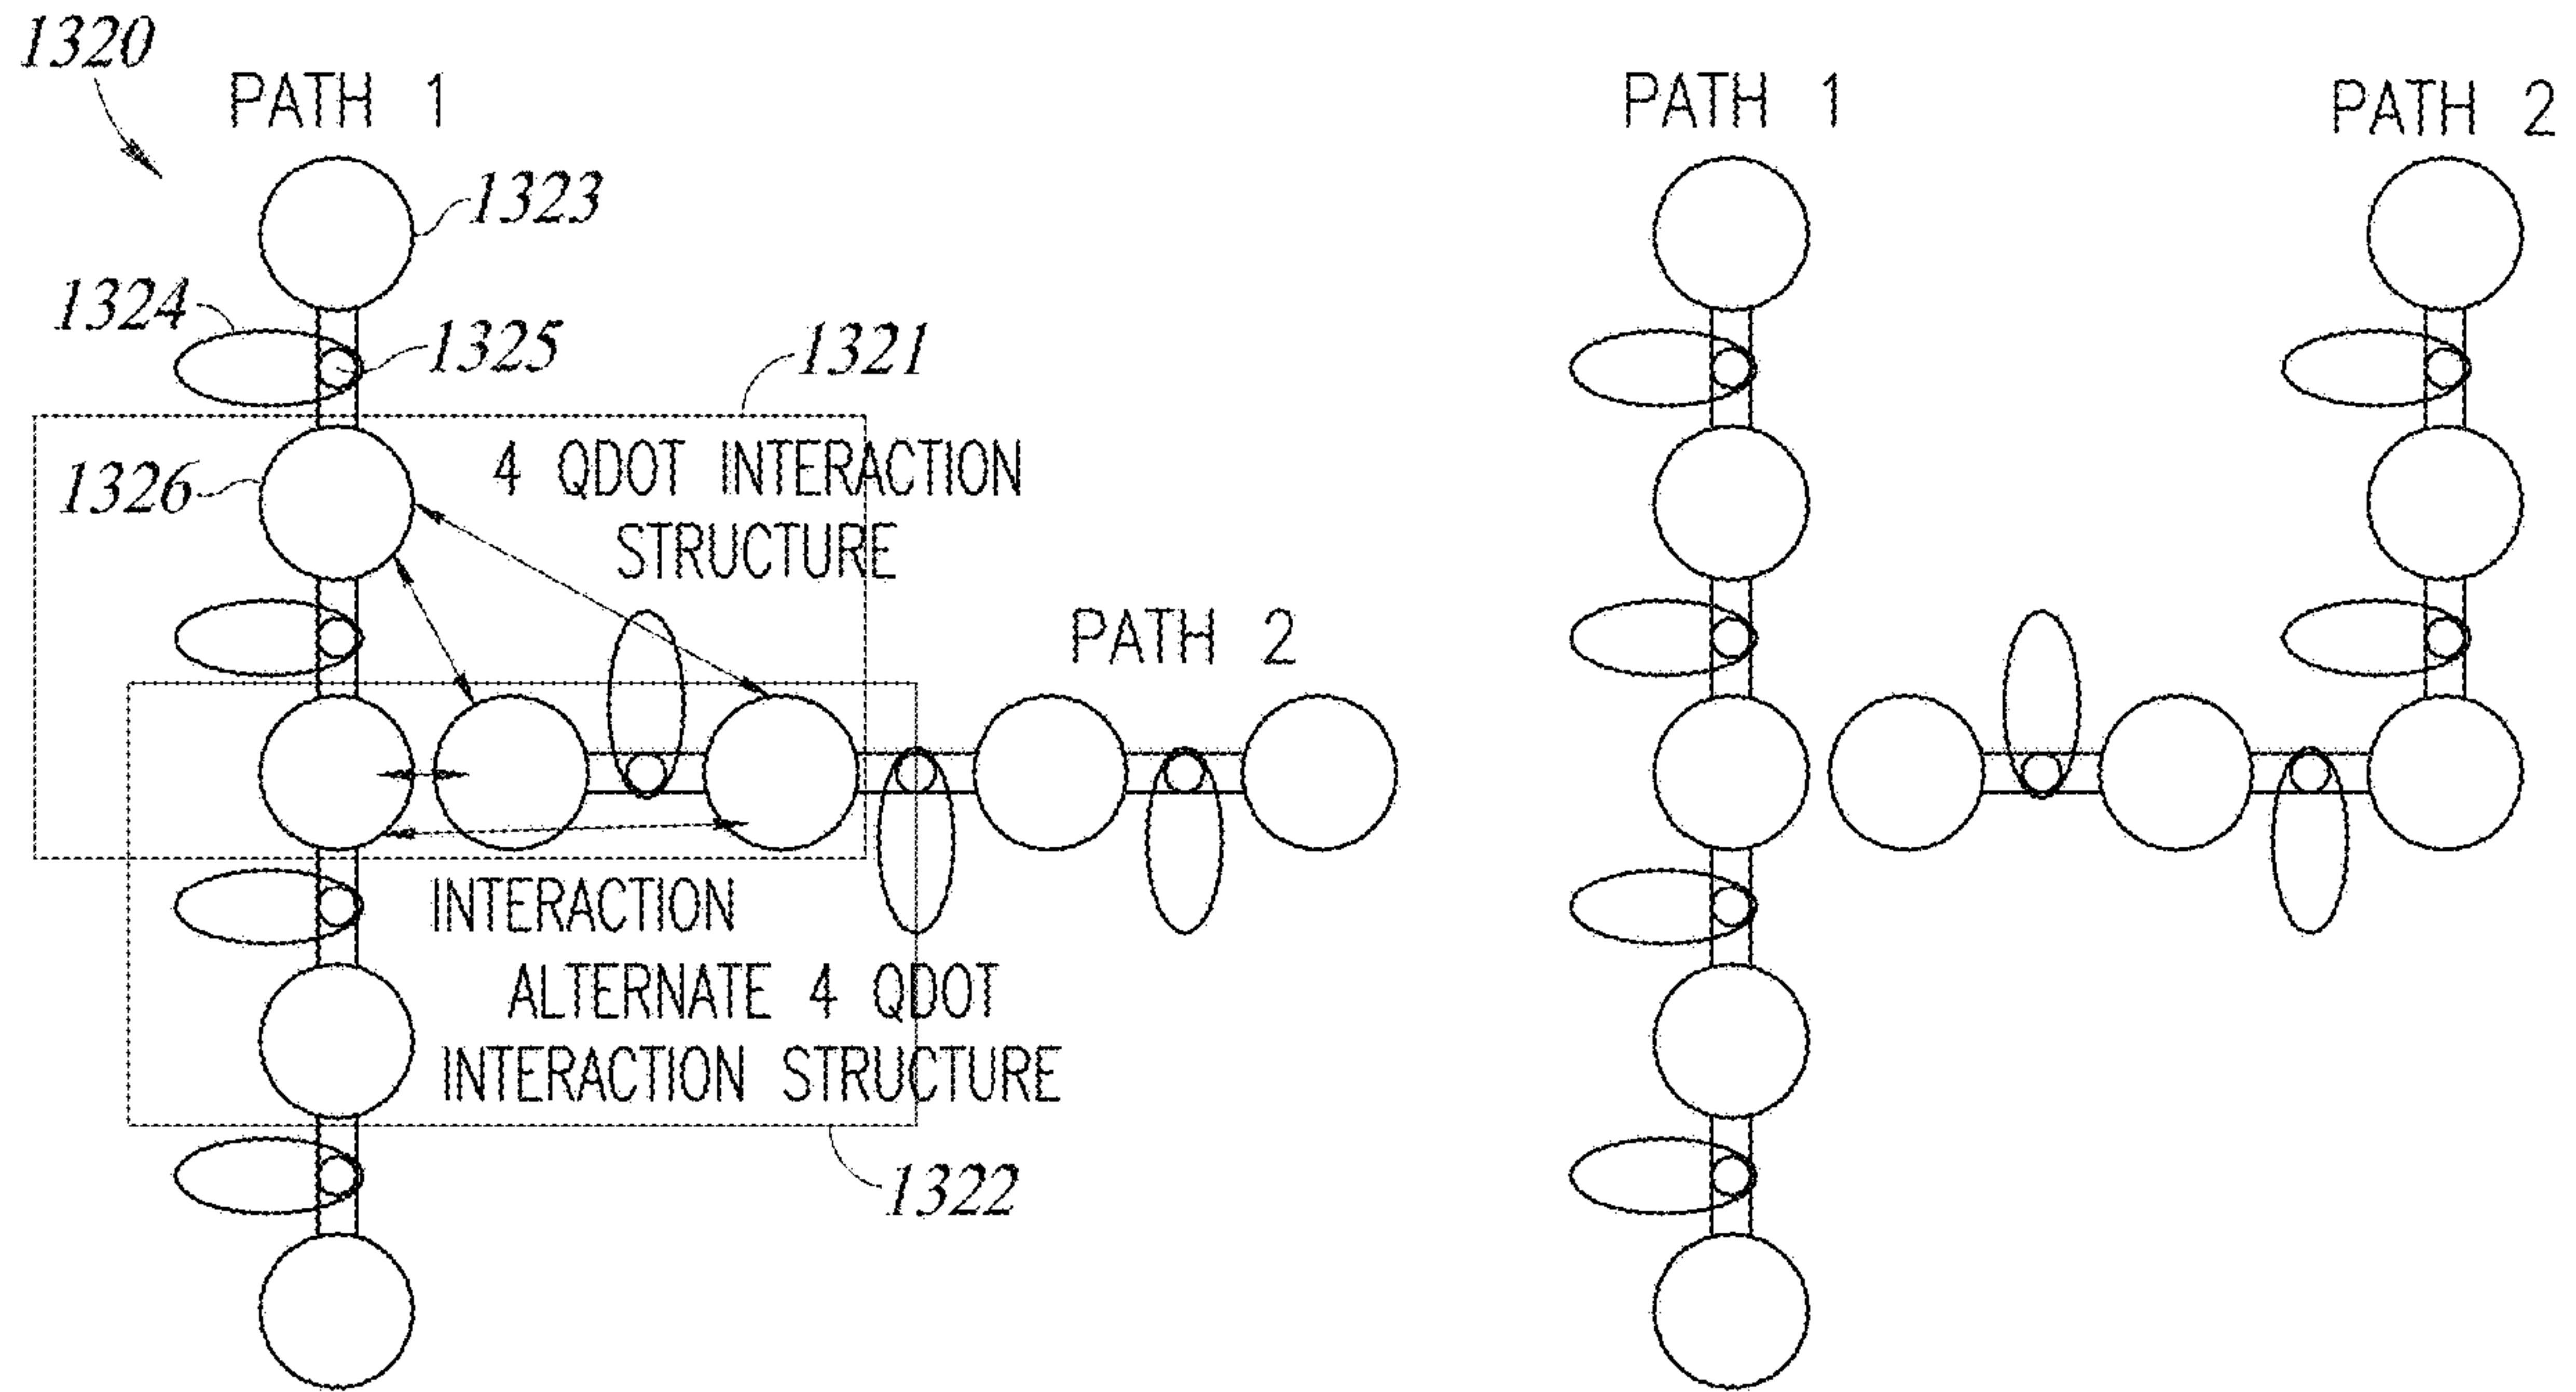 1320
PATH 1
PATH 1
PATH 2
1323
1324
1325
1321
4 QDOT INTERACTION
STRUCTURE
1326
PATH 2
INTERACTION
ALTERNATE 4 QDOT
INTERACTION STRUCTURE
1322